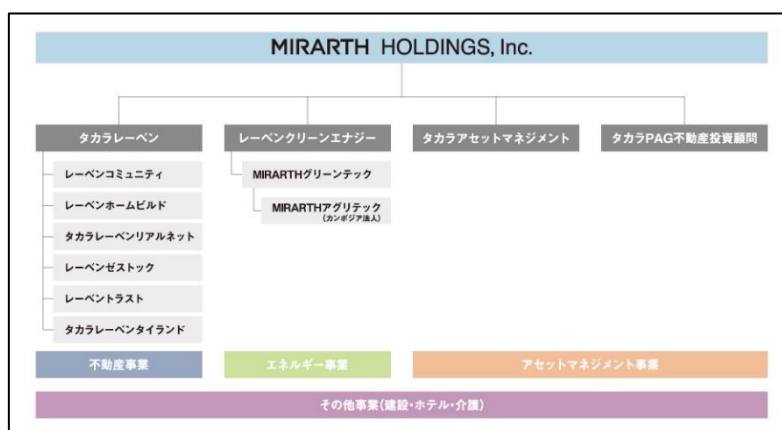 MIRARTH HOLDINGS, Inc.
タカラレーベン
レーベンクリーンエナジー
タカラアセットマネジメント
タカラPAG不動産投資顧問
レーベンコミュニティ
レーベンホームビルド
タカラレーベンリアルネット
レーベンゼストック
レーベントラスト
タカラレーベンタイランド
MIRARTHグリーンテック
MIRARTHアグリテック
(カンボジア法人)
不動産事業
エネルギー事業
アセットマネジメント事業
その他事業(建設・ホテル・介護)